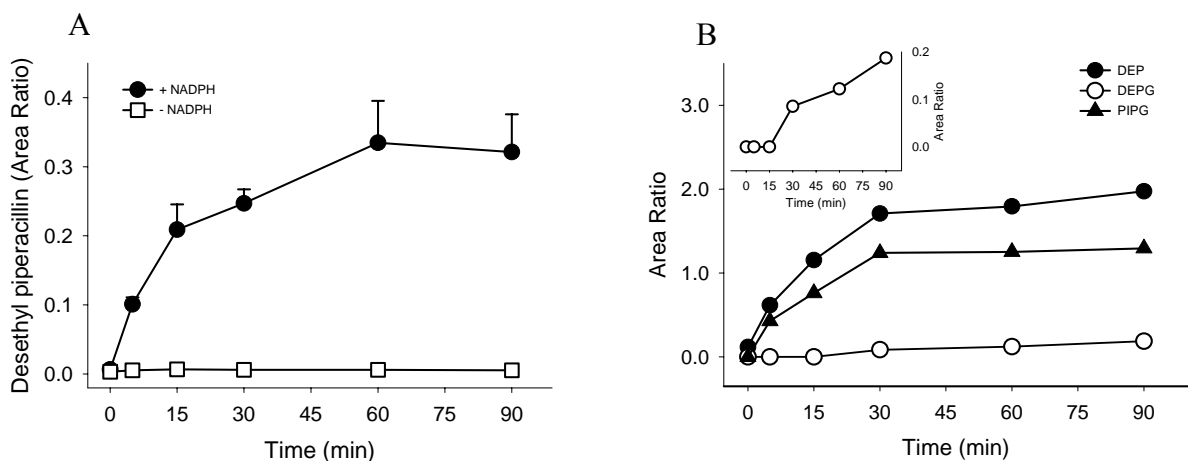 A
Desethyl piperacillin (Area Ratio)
+ NADPH
- NADPH
0.4
0.3
0.2
0.1
0.0
0 15 30 45 60 75 90
Time (min)
B
Area Ratio
DEP
DEPG
PIPG
3.0
2.0
1.0
0.0
0 15 30 45 60 75 90
Time (min)
0.2
0.1
0.0
Area Ratio
0 15 30 45 60 75 90
Time (min)